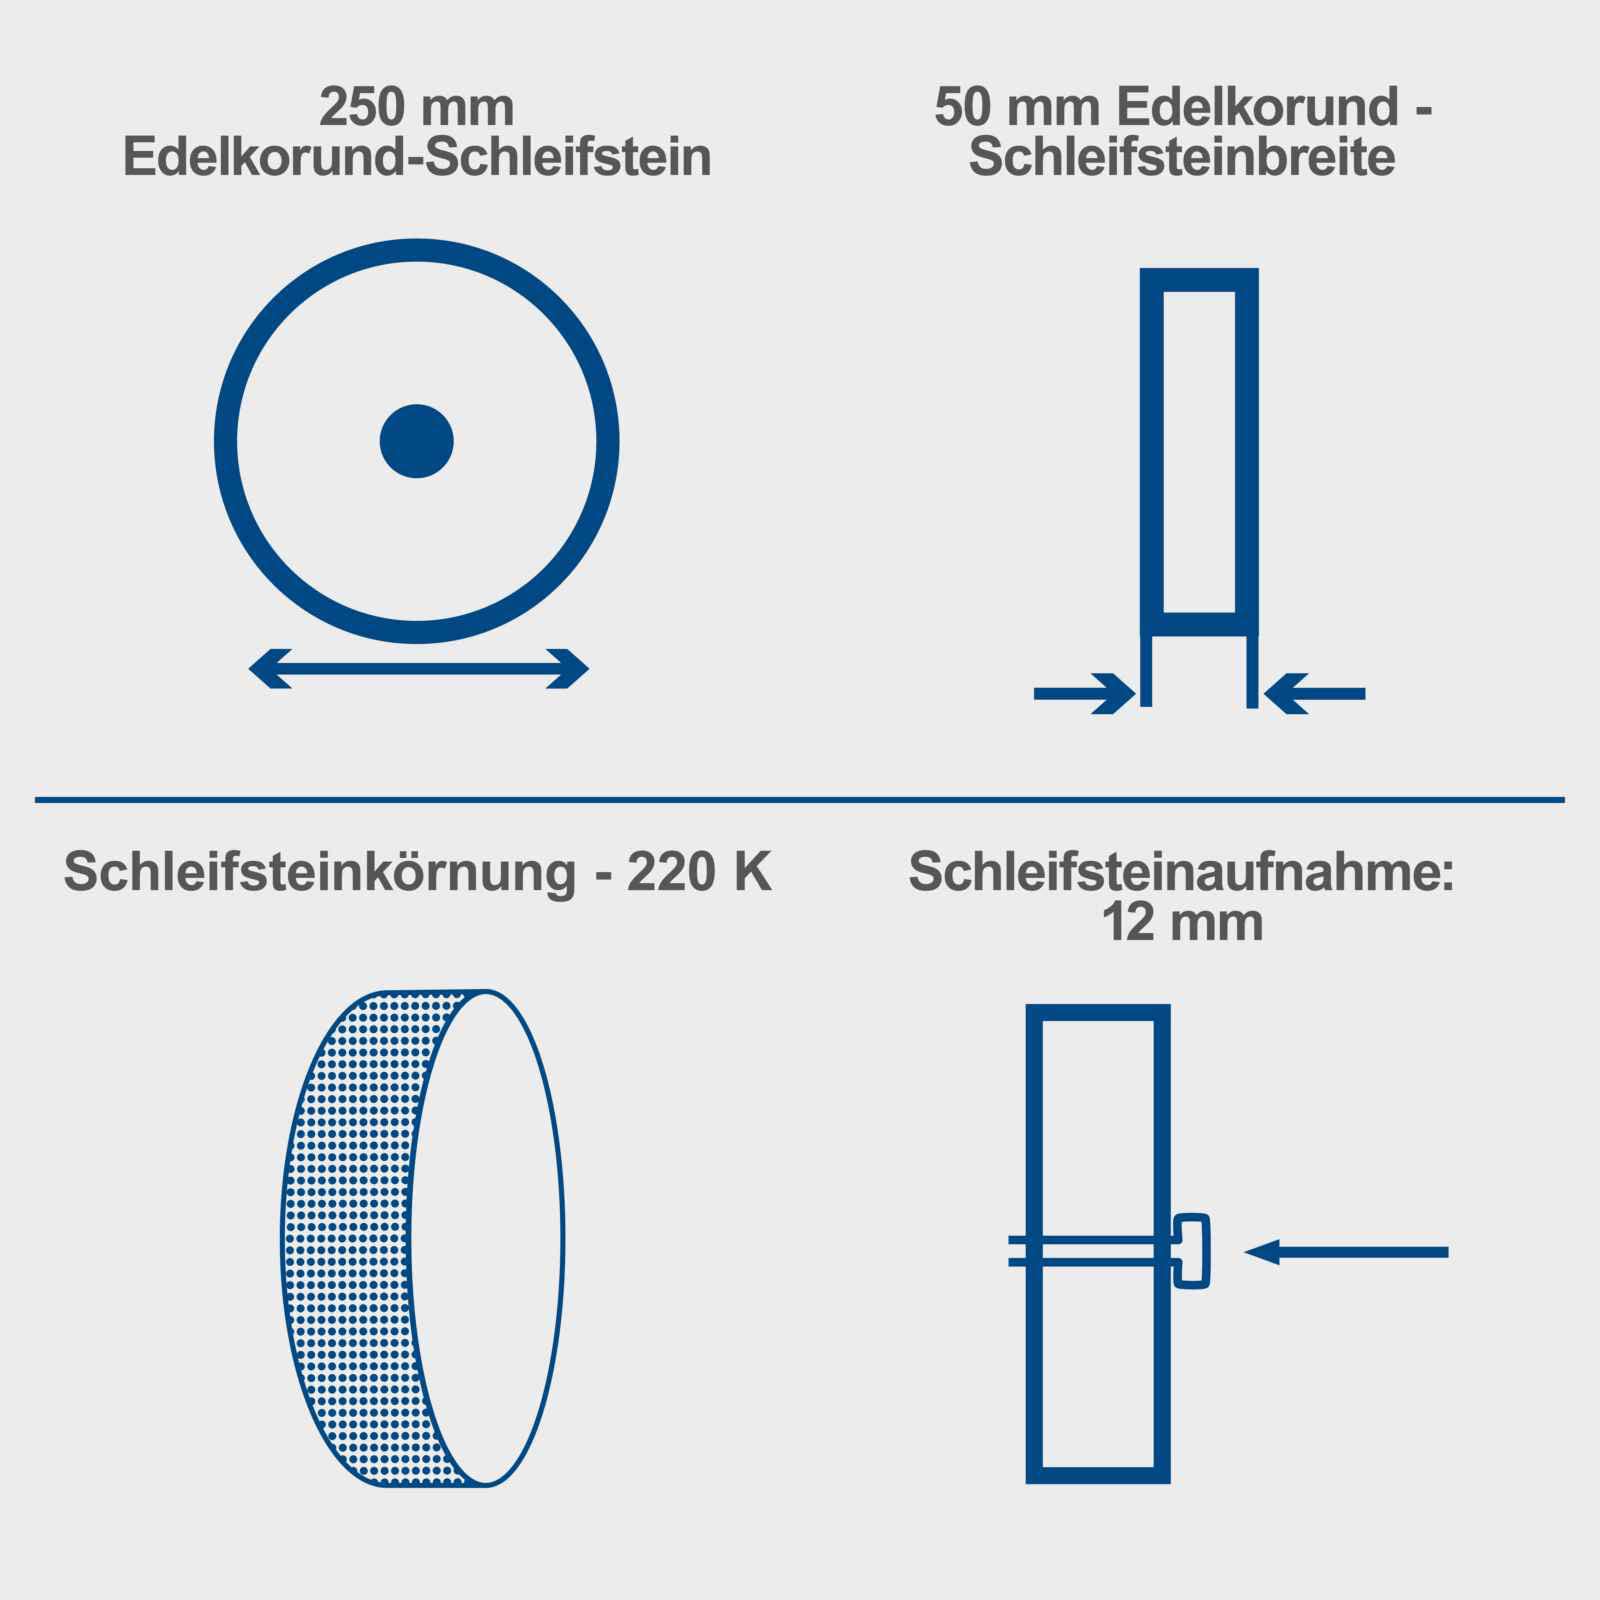 250 mm
Edelkorund-Schleifstein
50 mm Edelkorund -
Schleifsteinbreite
Schleifsteinkörnung - 220 K
Schleifsteinaufnahme:
12 mm